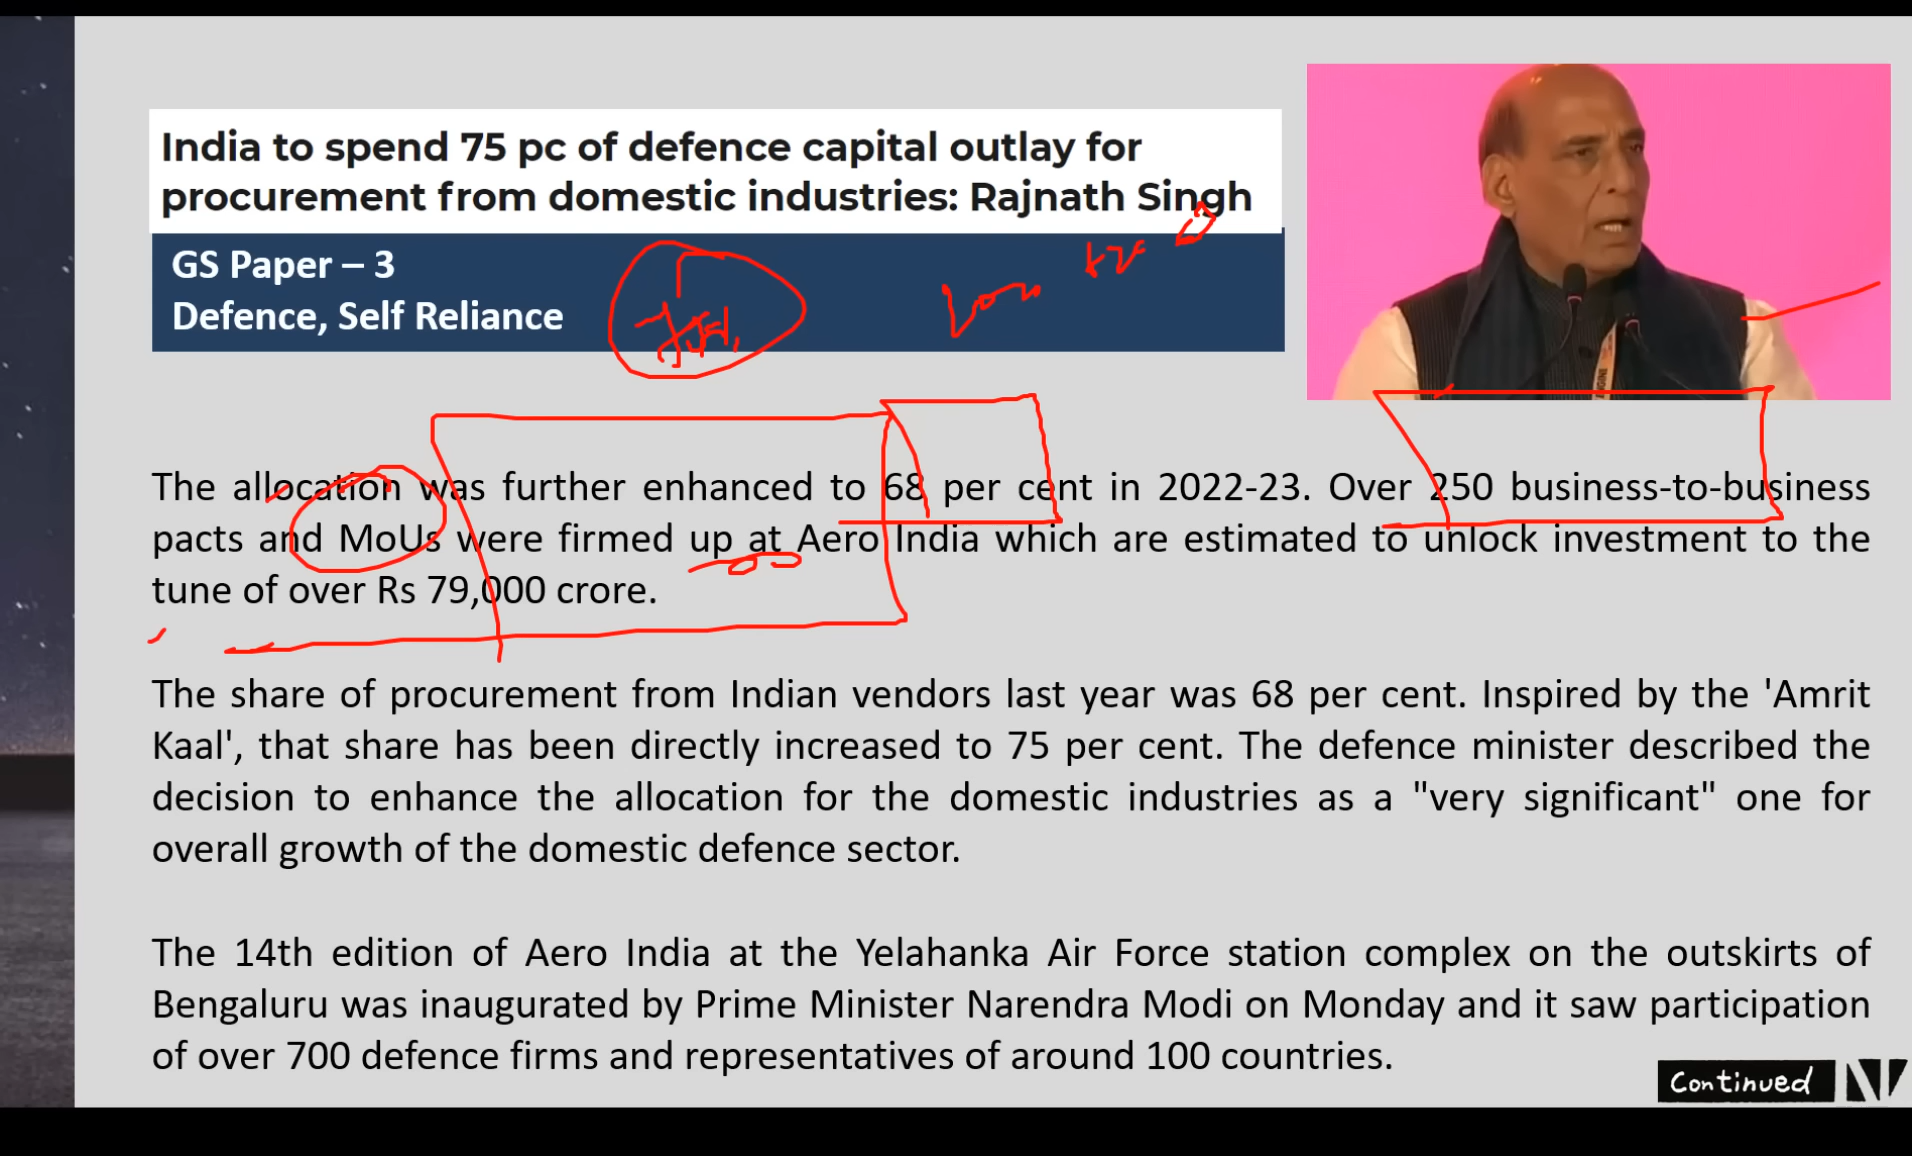 India to spend 75 pc of defence capital outlay for
procurement from domestic industries: Rajnath Singh
GS Paper – 3
Defence, Self Reliance
The allocation was further enhanced to 68 per cent in 2022-23. Over 250 business-to-business
pacts and MoUs were firmed up at Aero India which are estimated to unlock investment to the
tune of over Rs 79,000 crore.
The share of procurement from Indian vendors last year was 68 per cent. Inspired by the 'Amrit
Kaal', that share has been directly increased to 75 per cent. The defence minister described the
decision to enhance the allocation for the domestic industries as a "very significant" one for
overall growth of the domestic defence sector.
The 14th edition of Aero India at the Yelahanka Air Force station complex on the outskirts of
Bengaluru was inaugurated by Prime Minister Narendra Modi on Monday and it saw participation
of over 700 defence firms and representatives of around 100 countries.
Continued